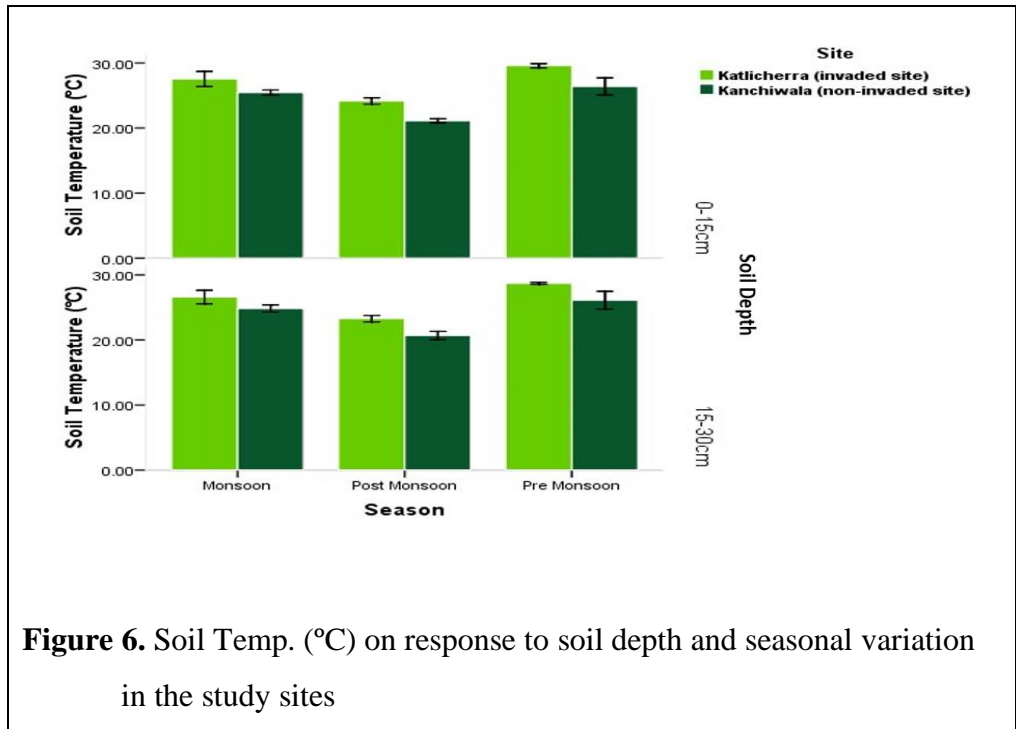 Site
Katlicherra (invaded site)
Kanchiwala (non-invaded site)
Soil Temperature (ºC)
30.00
20.00
10.00
0.00
0-15cm
Soil Temperature (ºC)
30.00
20.00
10.00
0.00
15-30cm
Soil Depth
Monsoon Post Monsoon Pre Monsoon
Season
Figure 6. Soil Temp. (ºC) on response to soil depth and seasonal variation
in the study sites